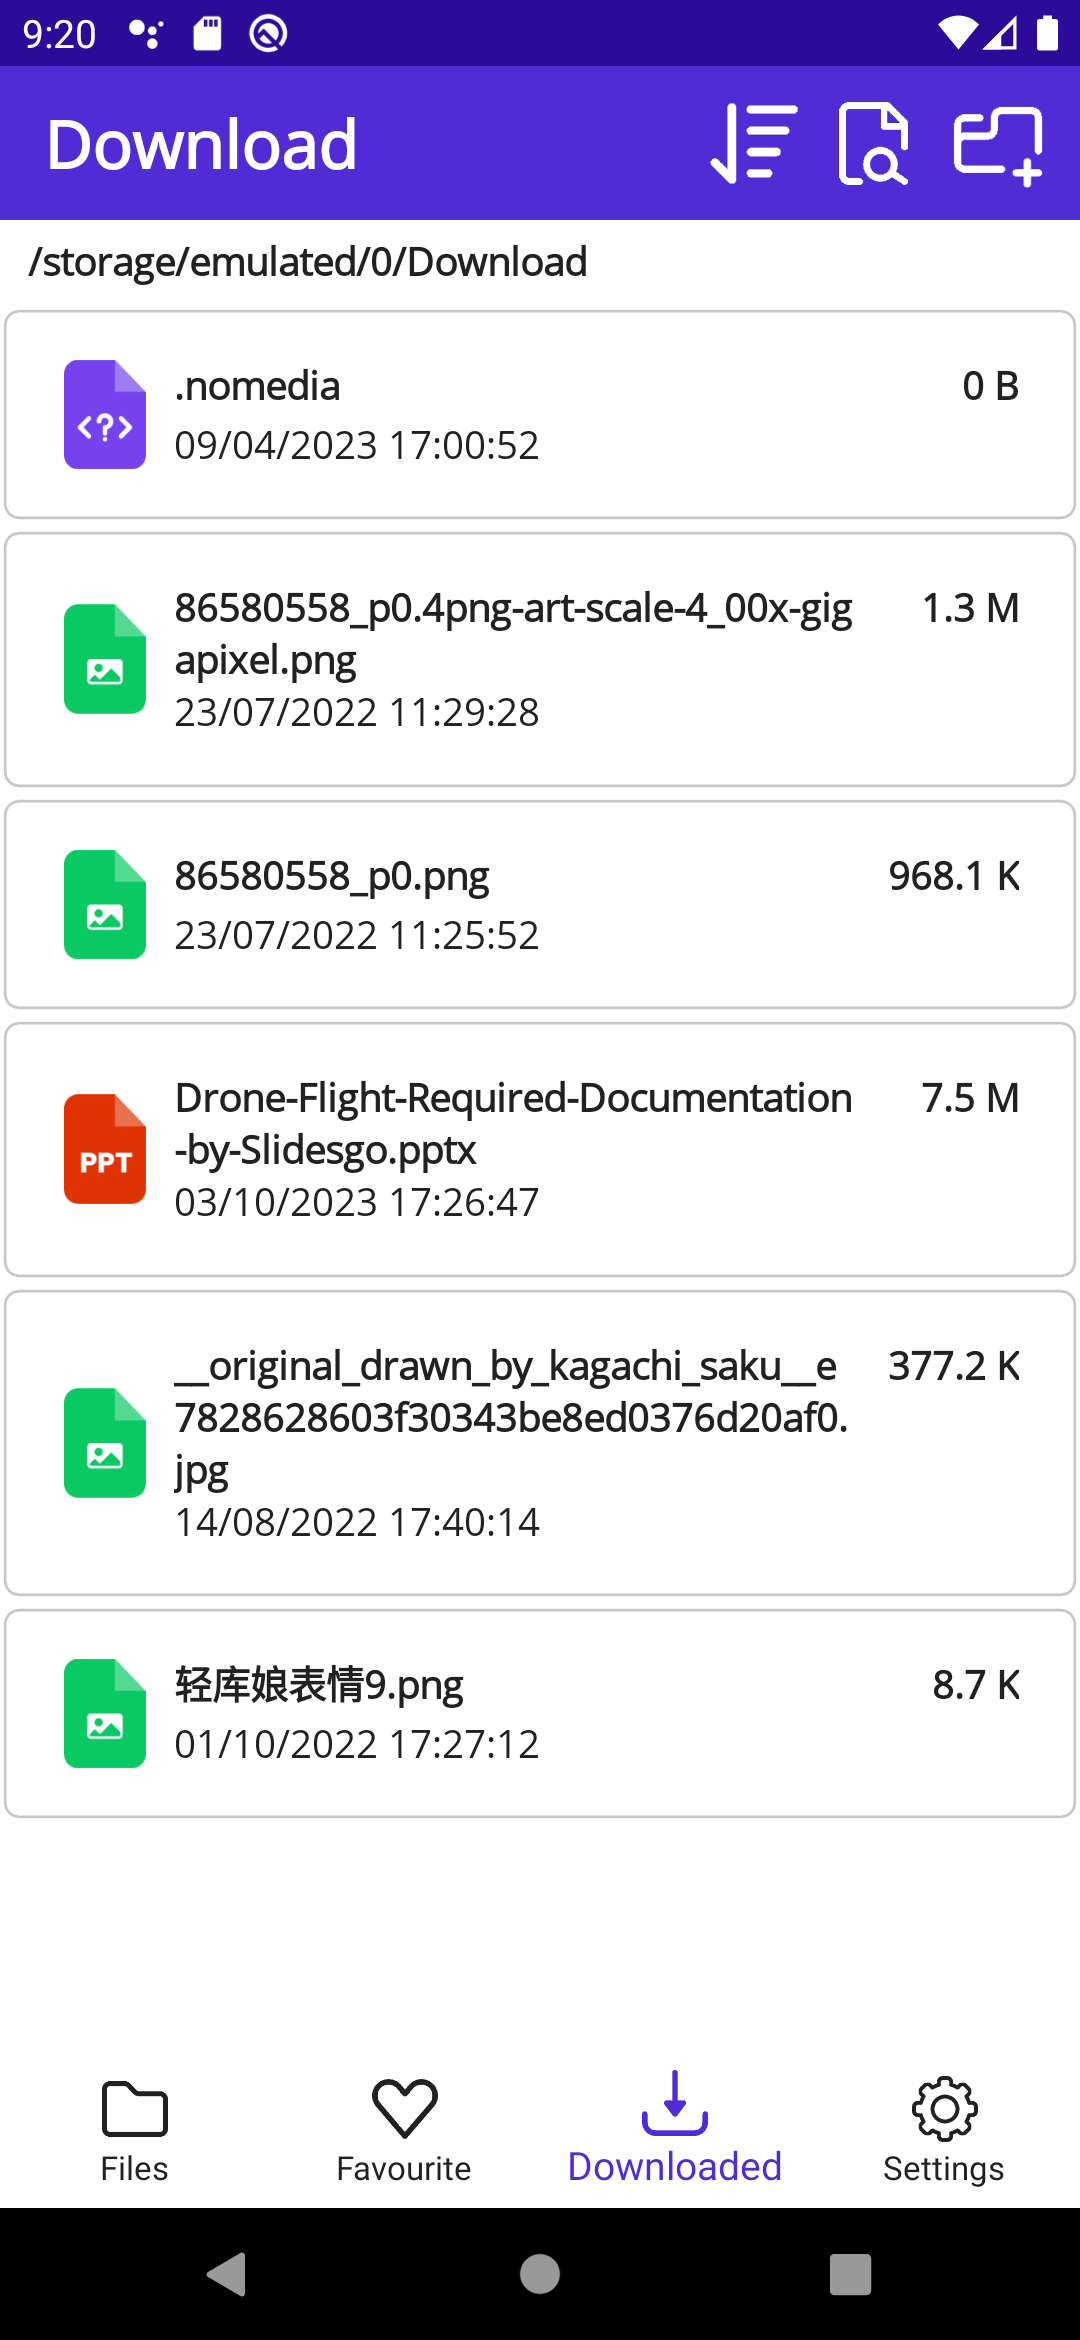 9:20
Download
/storage/emulated/0/Download
.nomedia
0 B
09/04/2023 17:00:52
86580558_p0.4png-art-scale-4_00x-gig
apixel.png
1.3 M
23/07/2022 11:29:28
86580558_p0.png
968.1 K
23/07/2022 11:25:52
Drone-Flight-Required-Documentation
-by-Slidesgo.pptx
7.5 M
03/10/2023 17:26:47
PPT
__original_drawn_by_kagachi_saku__e
7828628603f30343be8ed0376d20af0.
jpg
377.2 K
14/08/2022 17:40:14
轻库娘表情9.png
8.7 K
01/10/2022 17:27:12
Files
Favourite
Downloaded
Settings